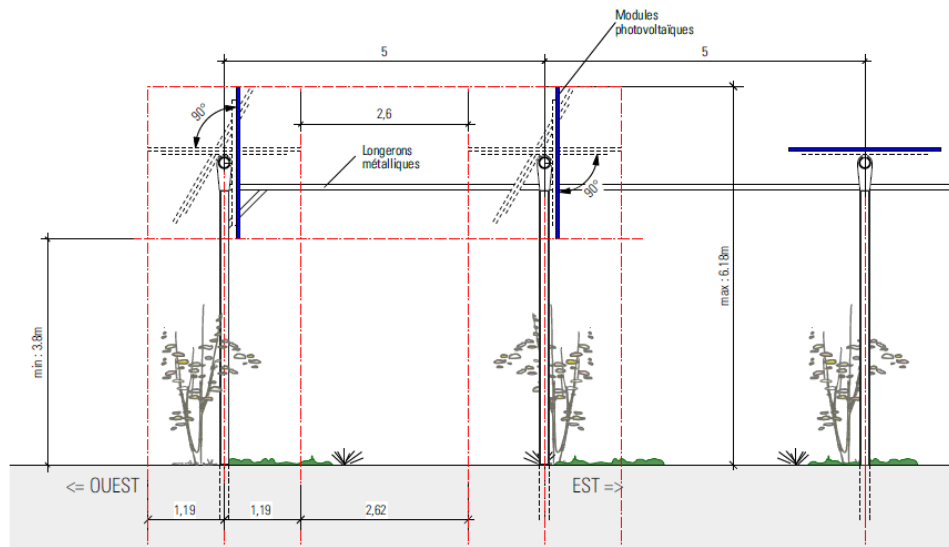 Modules
photovoltaïques
5
5
90°
2,6
Longerons
métalliques
90°
max : 6.18m
min : 3.8m
<= OUEST
EST =>
1,19
1,19
2,62